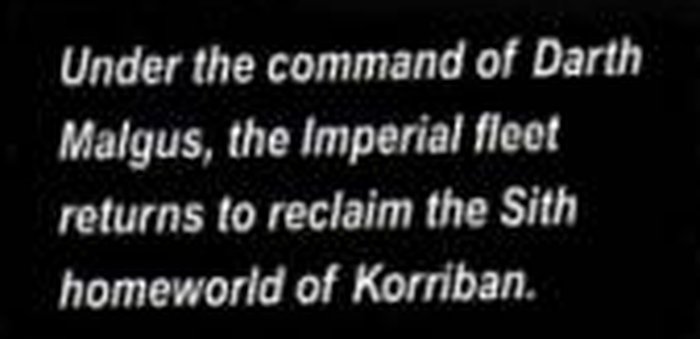 Under the command of Darth
Malgus, the Imperial fleet
returns to reclaim the Sith
homeworld of Korriban.